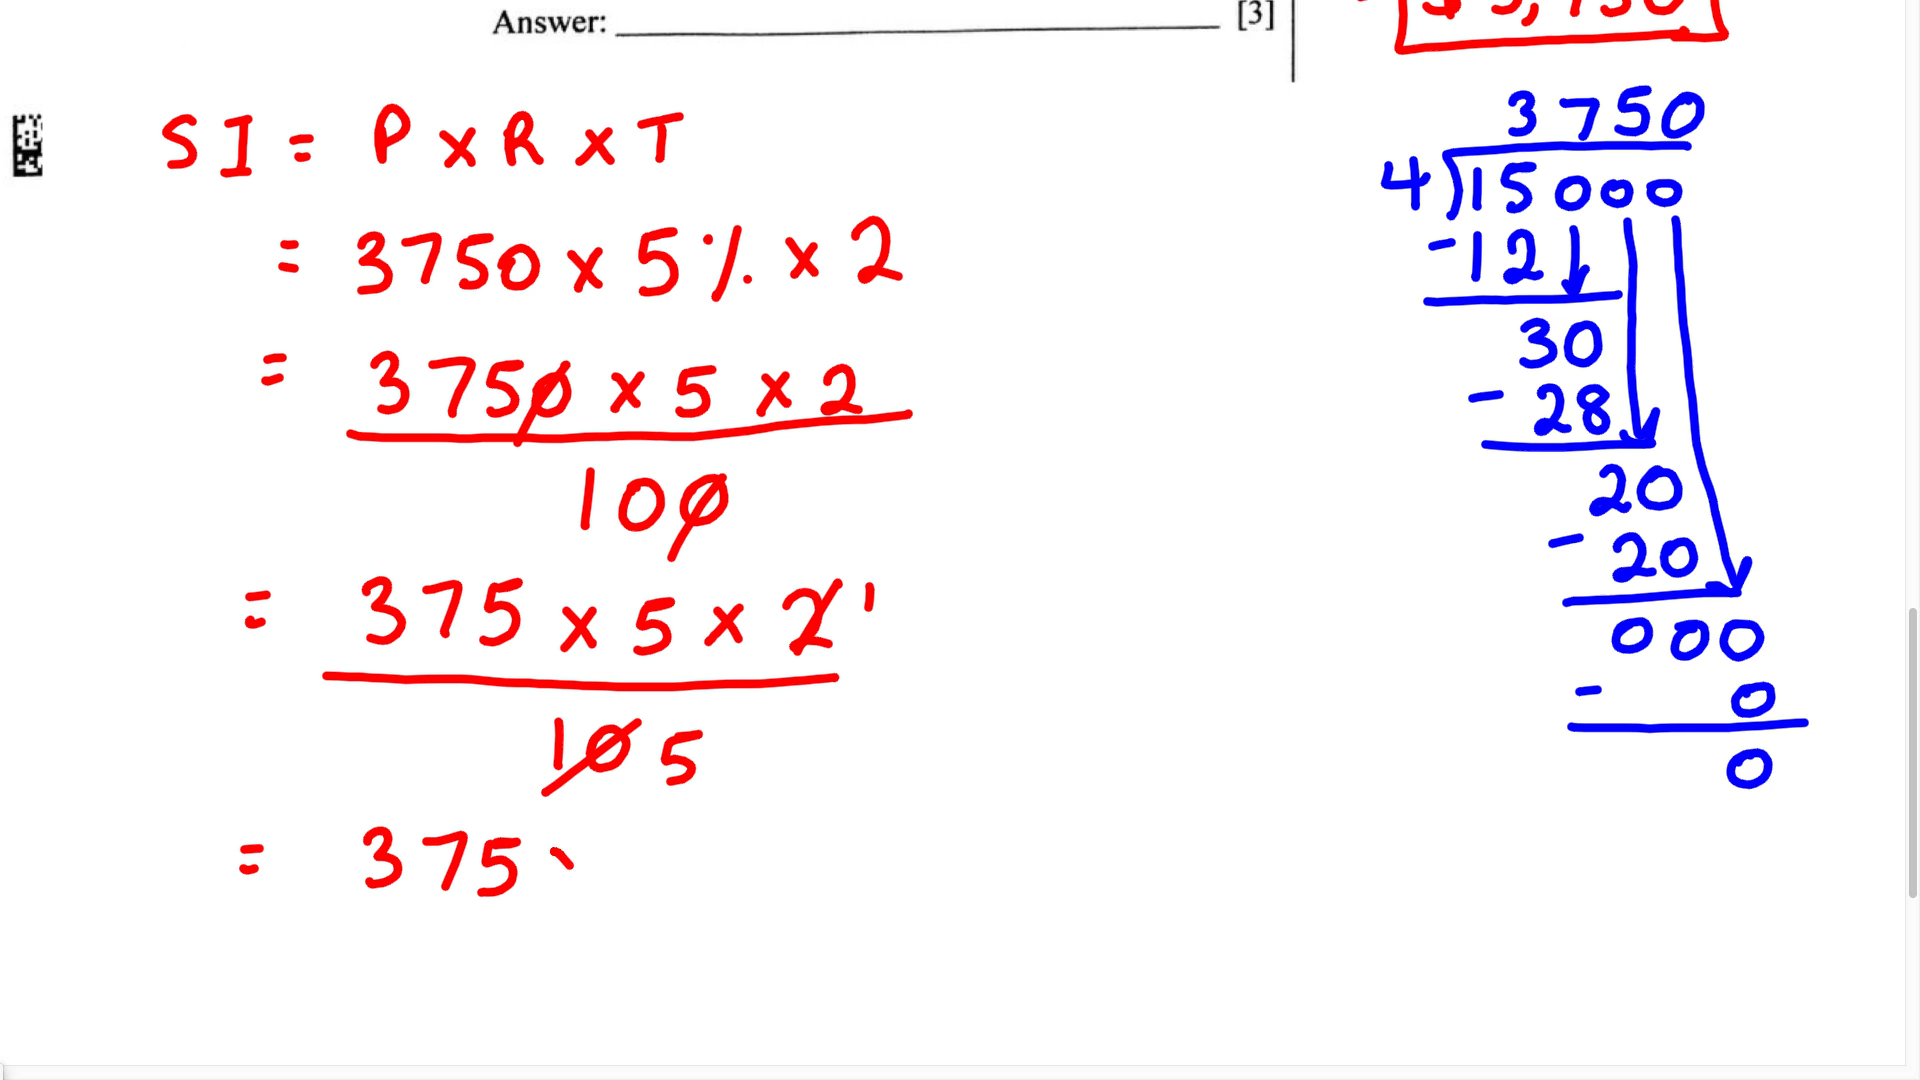 Answer: ____________ [3]
SI = P x R x T
= 3750 x 5% x 2
= 3750 x 5 x 2
100
= 375 x 5 x 2 1
10 5
= 375
3750
4)15000
-12
30
-28
20
-20
000
- 0
0